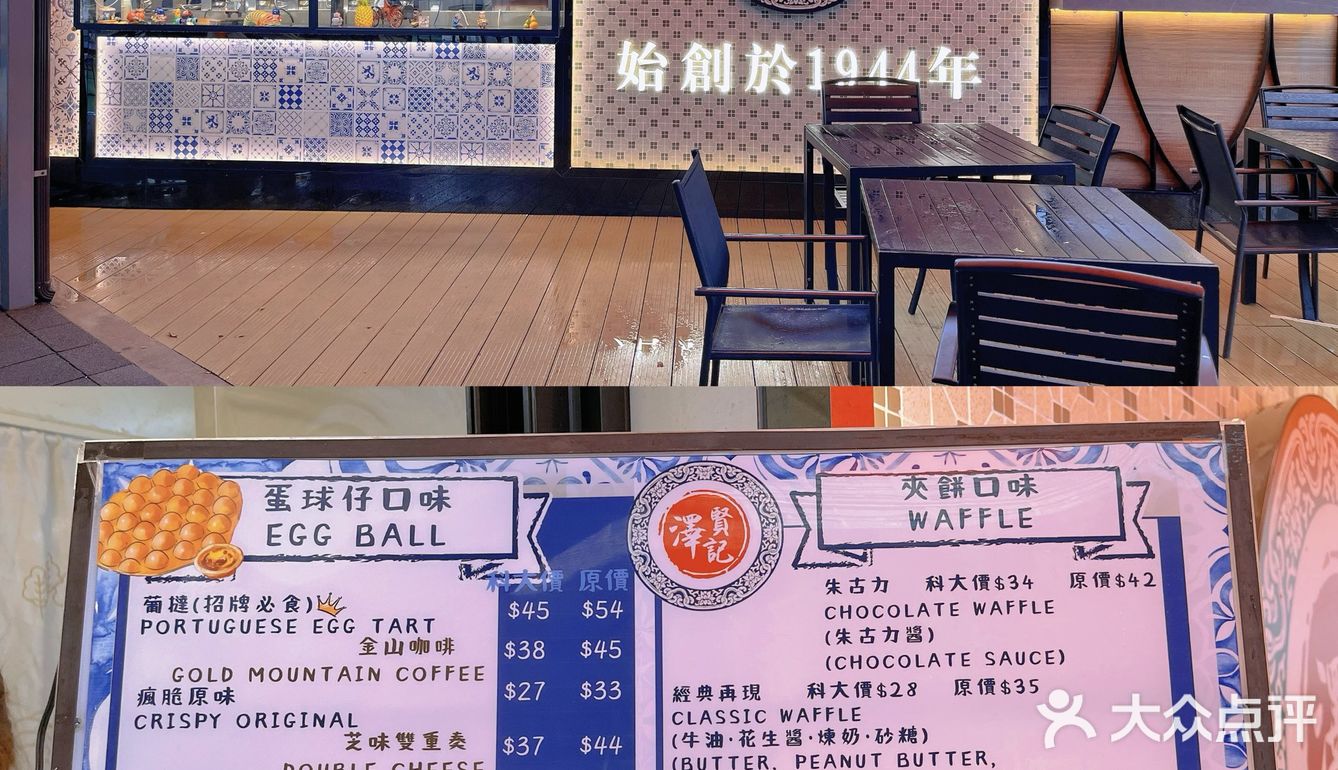 始創於1944年
蛋球仔口味
EGG BALL
科大價 原價
葡撻(招牌必食) $45 $54
PORTUGUESE EGG TART
金山咖啡 $38 $45
GOLD MOUNTAIN COFFEE
瘋脆原味 $27 $33
CRISPY ORIGINAL
芝味雙重奏 $37 $44
DOUBLE CHEESE
澤賢記
夾餅口味
WAFFLE
朱古力 科大價$34 原價$42
CHOCOLATE WAFFLE
(朱古力醬)
(CHOCOLATE SAUCE)
經典再現 科大價$28 原價$35
CLASSIC WAFFLE
(牛油·花生醬·煉奶·砂糖)
(BUTTER, PEANUT BUTTER,
大众点评